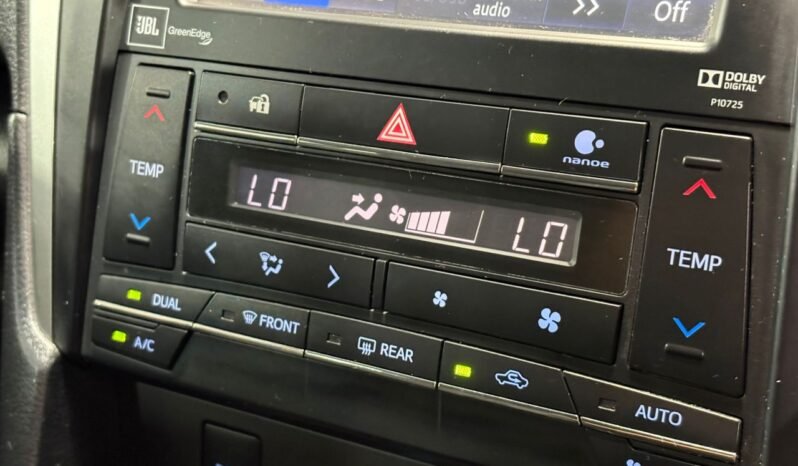 audio
>>
Off
JBL
GreenEdge
DOLBY
DIGITAL
P10725
TEMP
nanoe
LO
LO
TEMP
DUAL
FRONT
A/C
REAR
AUTO